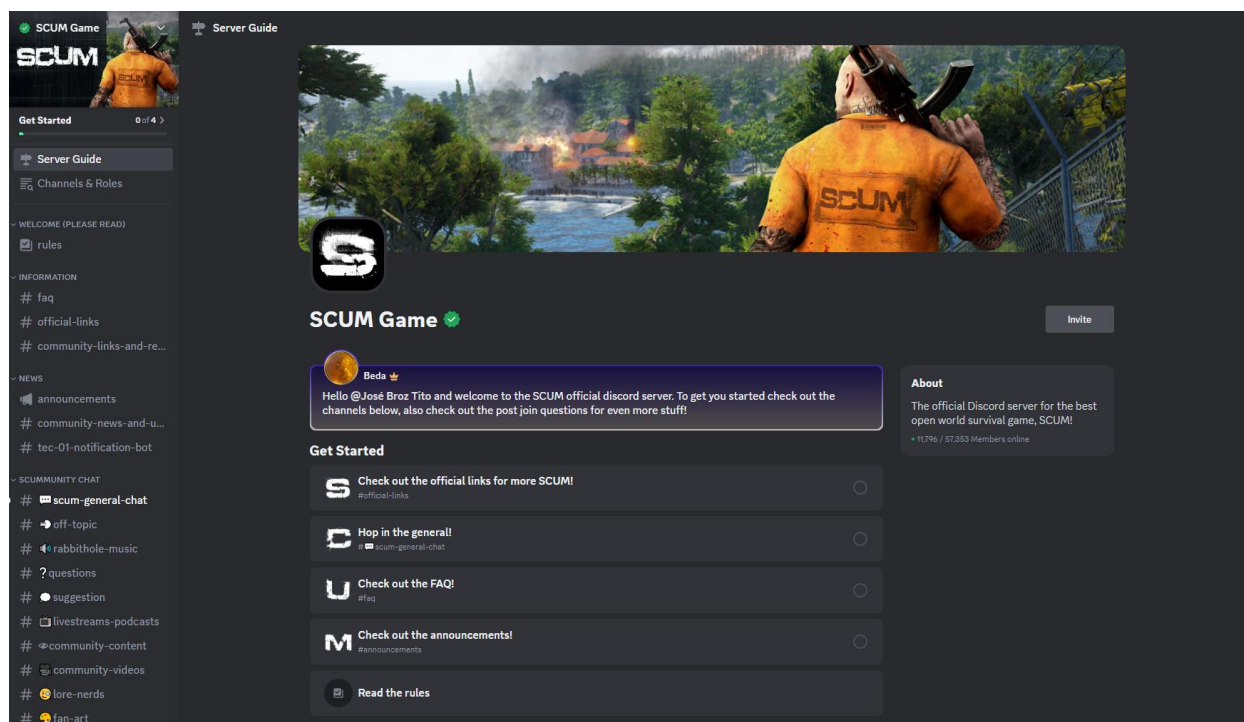 SCUM Game
SCUM
SCUM
Get Started
0 of 4 >
Server Guide
Channels & Roles
WELCOME (PLEASE READ)
rules
INFORMATION
# faq
# official-links
# community-links-and-re...
NEWS
announcements
# community-news-and-u...
# tec-01-notification-bot
SCUMMUNITY CHAT
# 💬scum-general-chat
# off-topic
# rabbithole-music
# ?questions
# suggestion
# livestreams-podcasts
# 👁community-content
# community-videos
# lore-nerds
# fan-art
Server Guide
SCUM
S
SCUM Game
Invite
Beda
Hello @José Broz Tito and welcome to the SCUM official discord server. To get you started check out the
channels below, also check out the post join questions for even more stuff!
About
The official Discord server for the best
open world survival game, SCUM!
11,796 / 57,353 Members online
Get Started
S
Check out the official links for more SCUM!
#official-links
C
Hop in the general!
# 💬 scum-general-chat
U
Check out the FAQ!
#faq
M
Check out the announcements!
#announcements
Read the rules